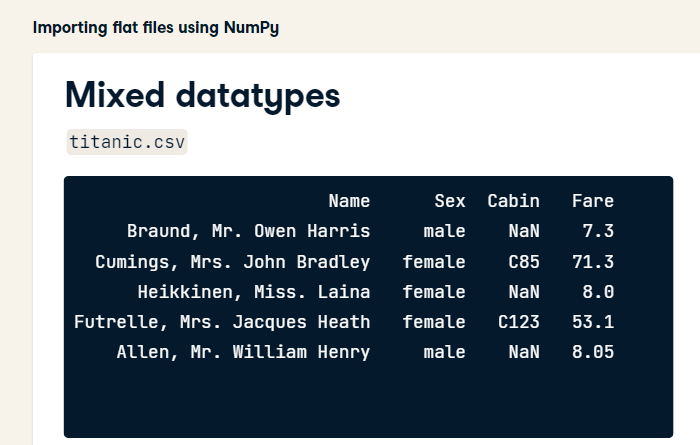 Importing flat files using NumPy
Mixed datatypes
titanic.csv
Name Sex Cabin Fare
Braund, Mr. Owen Harris male NaN 7.3
Cumings, Mrs. John Bradley female C85 71.3
Heikkinen, Miss. Laina female NaN 8.0
Futrelle, Mrs. Jacques Heath female C123 53.1
Allen, Mr. William Henry male NaN 8.05